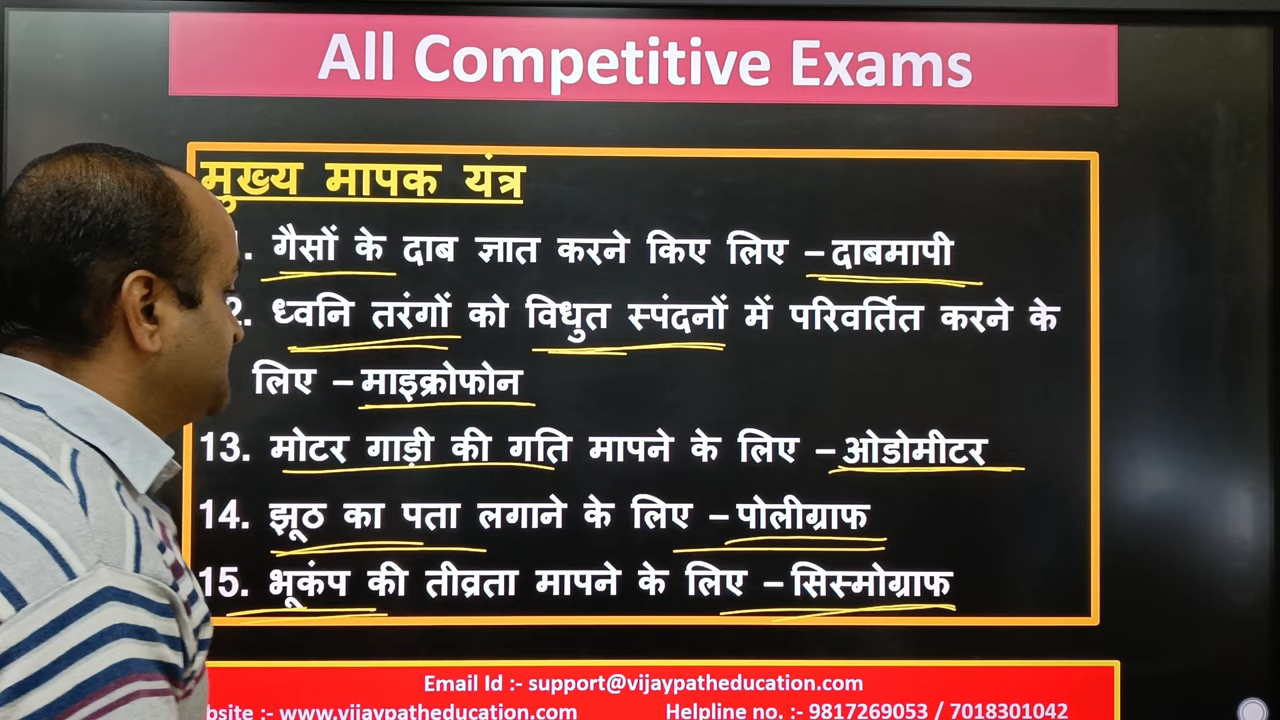 All Competitive Exams
मुख्य मापक यंत्र
1. गैसों के दाब ज्ञात करने किए लिए – दाबमापी
2. ध्वनि तरंगों को विधुत स्पंदनों में परिवर्तित करने के
लिए – माइक्रोफोन
13. मोटर गाड़ी की गति मापने के लिए – ओडोमीटर
14. झूठ का पता लगाने के लिए – पोलीग्राफ
15. भूकंप की तीव्रता मापने के लिए – सिस्मोग्राफ
Email Id :- support@vijaypatheducation.com
bsite :- www.vijaypatheducation.com Helpline no. :- 9817269053 / 7018301042